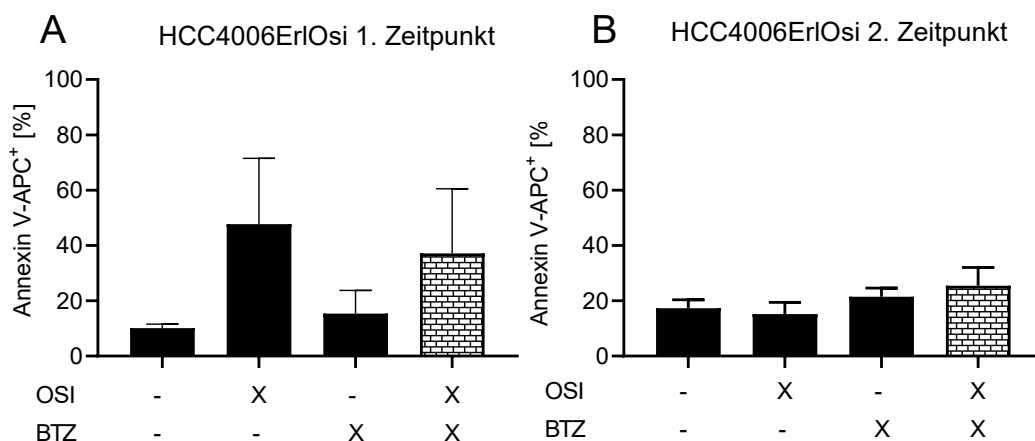 A
HCC4006ErlOsi 1. Zeitpunkt
Annexin V-APC+ [%]
100
80
60
40
20
0
OSI - X - X
BTZ - - X X
B
HCC4006ErlOsi 2. Zeitpunkt
Annexin V-APC+ [%
100
80
60
40
20
0
- X - X OSI
- - X X BTZ